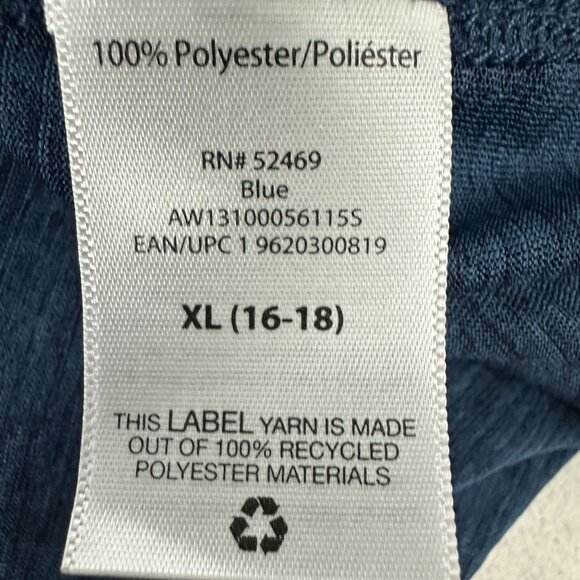 100% Polyester/Poliéster
RN# 52469
Blue
AW13100056115S
EAN/UPC 1 9620300819
XL (16-18)
THIS LABEL YARN IS MADE
OUT OF 100% RECYCLED
POLYESTER MATERIALS